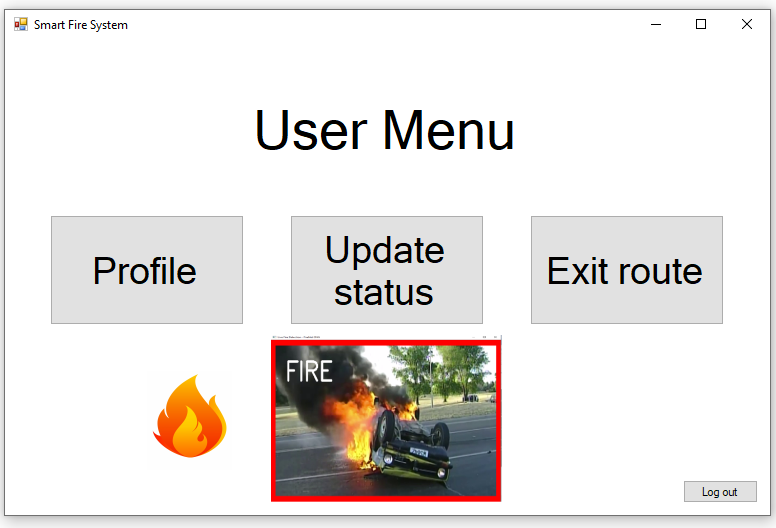 Smart Fire System
User Menu
Profile
Update
status
Exit route
FIRE
Log out